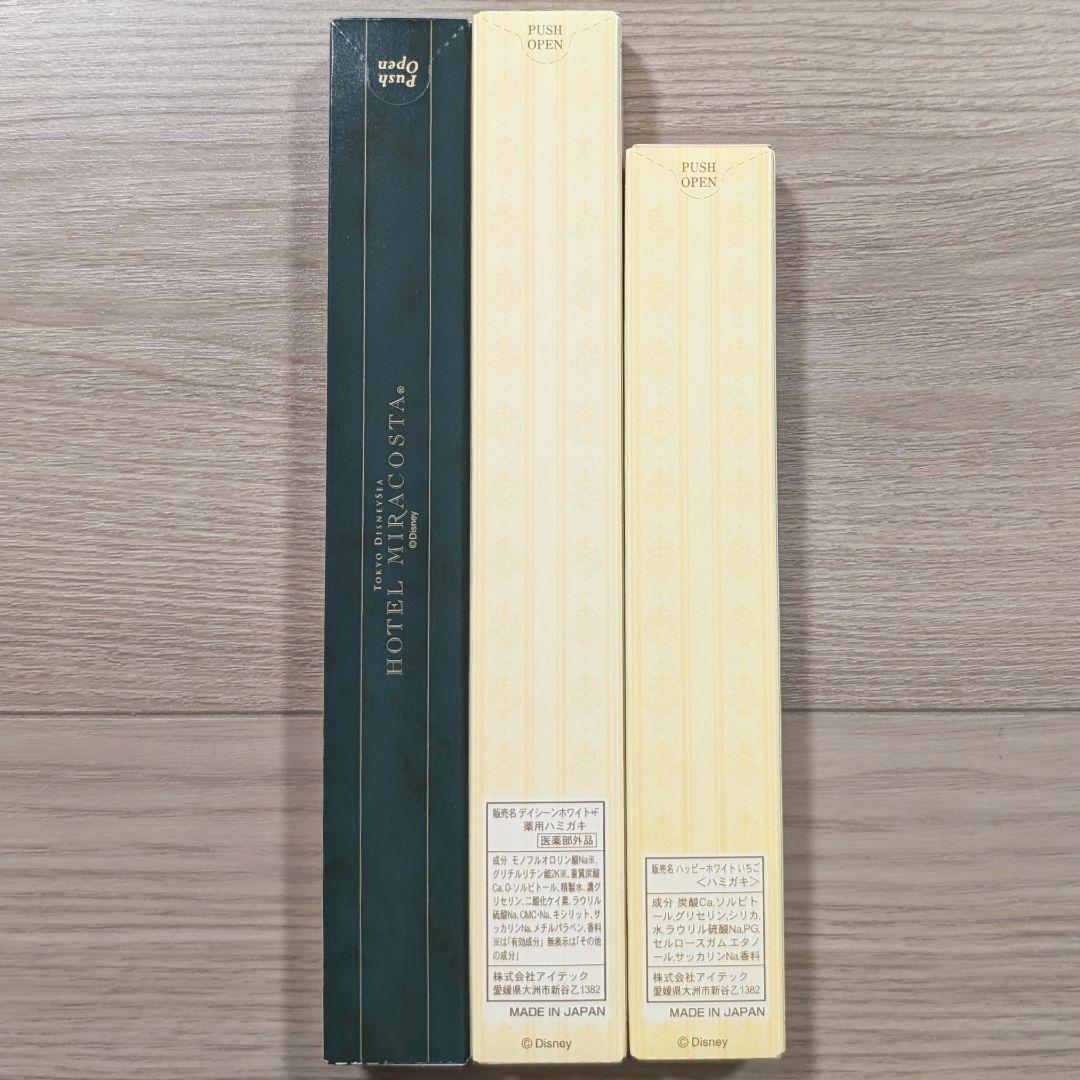 Push
Open
TOKYO DISNEYSEA
HOTEL MIRACOSTA®
©Disney
PUSH
OPEN
販売名 デイシーンホワイト+F
薬用ハミガキ
医薬部外品
成分 モノフルオロリン酸Na※、
グリチルリチン酸2K※、重質炭酸
Ca、D-ソルビトール、精製水、濃グ
リセリン、二酸化ケイ素、ラウリル
硫酸Na、CMC・Na、キシリット、サ
ッカリンNa、メチルパラベン、香料
※は「有効成分」 無表示は「その他
の成分」
株式会社アイテック
愛媛県大洲市新谷乙1382
MADE IN JAPAN
© Disney
PUSH
OPEN
販売名 ハッピーホワイト いちご
＜ハミガキ＞
成分 炭酸Ca,ソルビト
ール,グリセリン,シリカ,
水,ラウリル硫酸Na,PG,
セルロースガム,エタノ
ール,サッカリンNa,香料
株式会社アイテック
愛媛県大洲市新谷乙1382
MADE IN JAPAN
© Disney